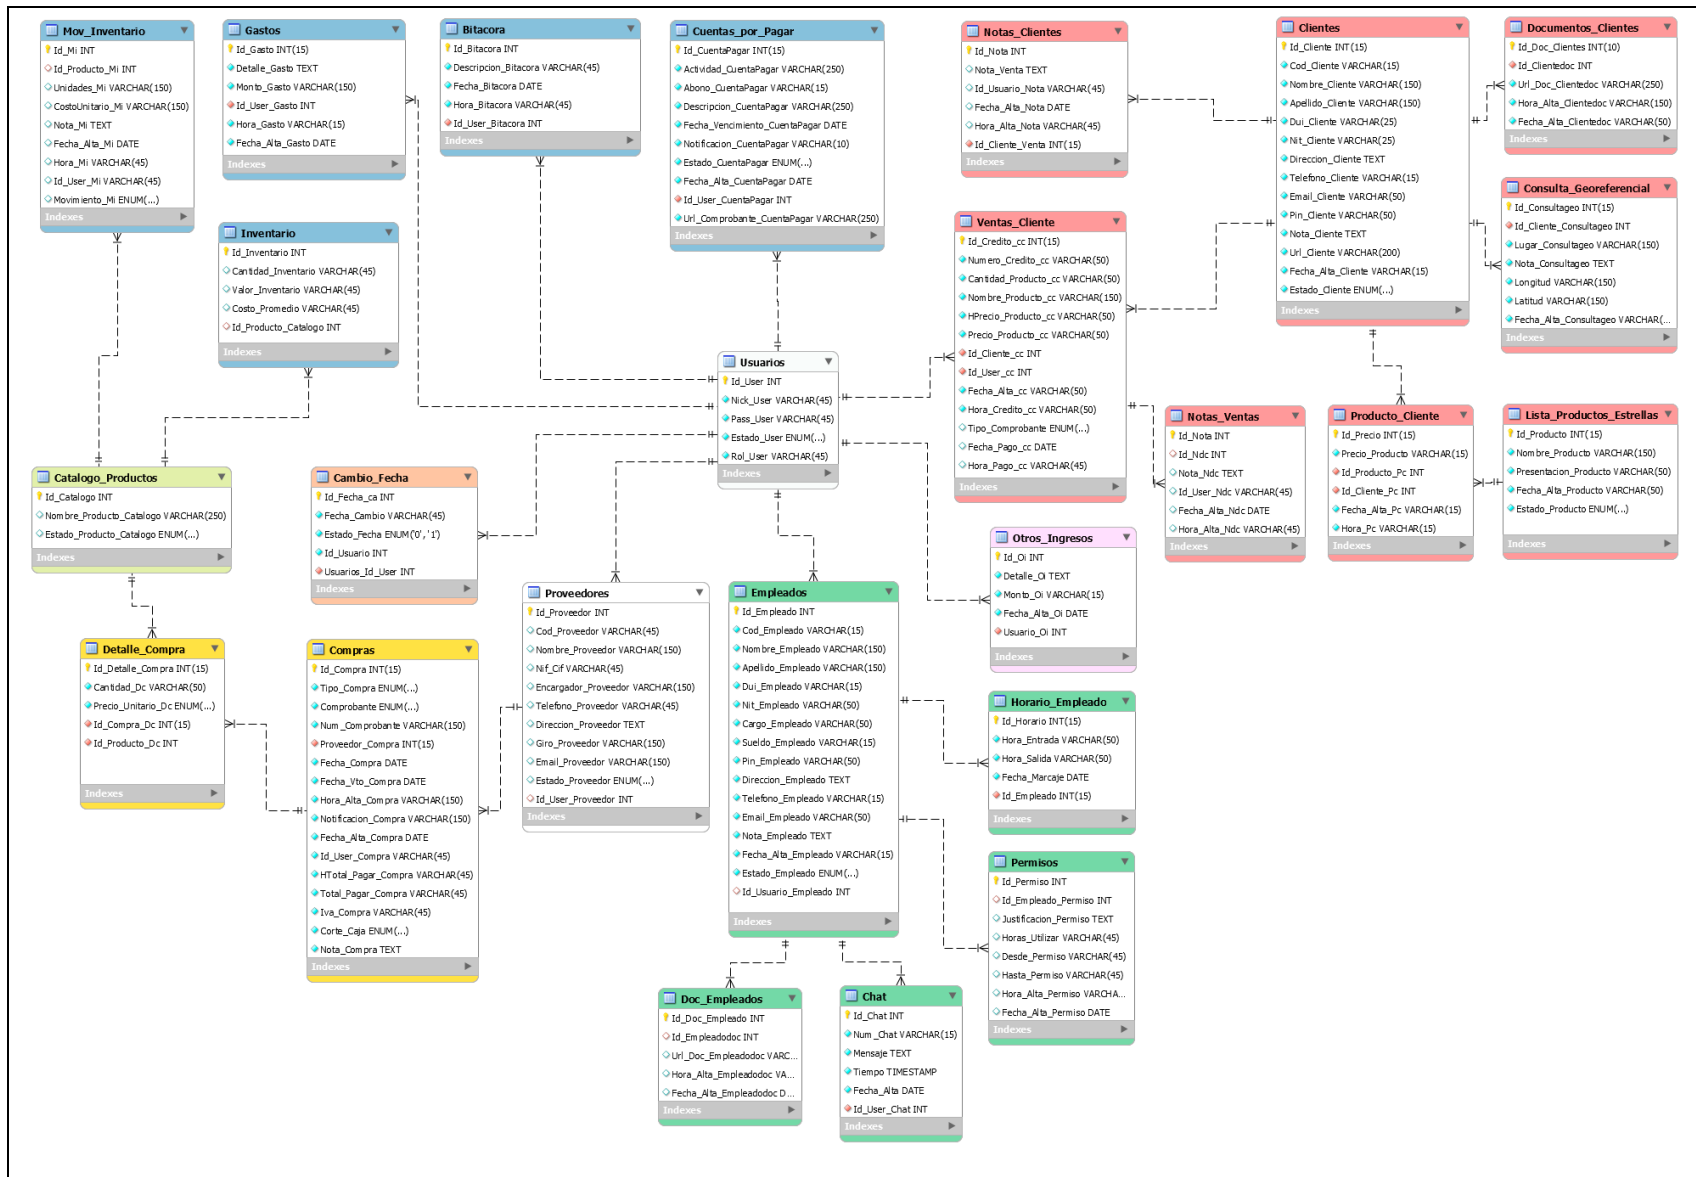 Mov_Inventario
Id_Mi INT
Id_Producto_Mi INT
Unidades_Mi VARCHAR(150)
CostoUnitario_Mi VARCHAR(150)
Nota_Mi TEXT
Fecha_Alta_Mi DATE
Hora_Mi VARCHAR(45)
Id_User_Mi VARCHAR(45)
Movimiento_Mi ENUM(...)
Indexes
Gastos
Id_Gasto INT(15)
Detalle_Gasto TEXT
Monto_Gasto VARCHAR(150)
Id_User_Gasto INT
Hora_Gasto VARCHAR(15)
Fecha_Alta_Gasto DATE
Indexes
Bitacora
Id_Bitacora INT
Descripcion_Bitacora VARCHAR(45)
Fecha_Bitacora DATE
Hora_Bitacora VARCHAR(45)
Id_User_Bitacora INT
Indexes
Cuentas_por_Pagar
Id_CuentaPagar INT(15)
Actividad_CuentaPagar VARCHAR(250)
Abono_CuentaPagar VARCHAR(15)
Descripcion_CuentaPagar VARCHAR(250)
Fecha_Vencimiento_CuentaPagar DATE
Notificacion_CuentaPagar VARCHAR(10)
Estado_CuentaPagar ENUM(...)
Fecha_Alta_CuentaPagar DATE
Id_User_CuentaPagar INT
Url_Comprobante_CuentaPagar VARCHAR(250)
Indexes
Notas_Clientes
Id_Nota INT
Nota_Venta TEXT
Id_Usuario_Nota VARCHAR(45)
Fecha_Alta_Nota DATE
Hora_Alta_Nota VARCHAR(45)
Id_Cliente_Venta INT(15)
Indexes
Clientes
Id_Cliente INT(15)
Cod_Cliente VARCHAR(15)
Nombre_Cliente VARCHAR(150)
Apellido_Cliente VARCHAR(150)
Dui_Cliente VARCHAR(25)
Nit_Cliente VARCHAR(25)
Direccion_Cliente TEXT
Telefono_Cliente VARCHAR(15)
Email_Cliente VARCHAR(50)
Pin_Cliente VARCHAR(50)
Nota_Cliente TEXT
Url_Cliente VARCHAR(200)
Fecha_Alta_Cliente VARCHAR(15)
Estado_Cliente ENUM(...)
Indexes
Documentos_Clientes
Id_Doc_Clientes INT(10)
Id_Clientedoc INT
Url_Doc_Clientedoc VARCHAR(250)
Hora_Alta_Clientedoc VARCHAR(150)
Fecha_Alta_Clientedoc VARCHAR(50)
Indexes
Consulta_Georeferencial
Id_Consultageo INT(15)
Id_Cliente_Consultageo INT
Lugar_Consultageo VARCHAR(150)
Nota_Consultageo TEXT
Longitud VARCHAR(150)
Latitud VARCHAR(150)
Fecha_Alta_Consultageo VARCHAR(...
Indexes
Inventario
Id_Inventario INT
Cantidad_Inventario VARCHAR(45)
Valor_Inventario VARCHAR(45)
Costo_Promedio VARCHAR(45)
Id_Producto_Catalogo INT
Indexes
Ventas_Cliente
Id_Credito_cc INT(15)
Numero_Credito_cc VARCHAR(50)
Cantidad_Producto_cc VARCHAR(50)
Nombre_Producto_cc VARCHAR(150)
HPrecio_Producto_cc VARCHAR(50)
Precio_Producto_cc VARCHAR(50)
Id_Cliente_cc INT
Id_User_cc INT
Fecha_Alta_cc VARCHAR(50)
Hora_Credito_cc VARCHAR(50)
Tipo_Comprobante ENUM(...)
Fecha_Pago_cc DATE
Hora_Pago_cc VARCHAR(45)
Indexes
Usuarios
Id_User INT
Nick_User VARCHAR(45)
Pass_User VARCHAR(45)
Estado_User ENUM(...)
Rol_User VARCHAR(45)
Indexes
Notas_Ventas
Id_Nota INT
Id_Ndc INT
Nota_Ndc TEXT
Id_User_Ndc VARCHAR(45)
Fecha_Alta_Ndc DATE
Hora_Alta_Ndc VARCHAR(45)
Indexes
Producto_Cliente
Id_Precio INT(15)
Precio_Producto VARCHAR(15)
Id_Producto_Pc INT
Id_Cliente_Pc INT
Fecha_Alta_Pc VARCHAR(15)
Hora_Pc VARCHAR(15)
Indexes
Lista_Productos_Estrellas
Id_Producto INT(15)
Nombre_Producto VARCHAR(150)
Presentacion_Producto VARCHAR(50)
Fecha_Alta_Producto VARCHAR(50)
Estado_Producto ENUM(...)
Indexes
Catalogo_Productos
Id_Catalogo INT
Nombre_Producto_Catalogo VARCHAR(250)
Estado_Producto_Catalogo ENUM(...)
Indexes
Cambio_Fecha
Id_Fecha_ca INT
Fecha_Cambio VARCHAR(45)
Estado_Fecha ENUM('0', '1')
Id_Usuario INT
Usuarios_Id_User INT
Indexes
Otros_Ingresos
Id_Oi INT
Detalle_Oi TEXT
Monto_Oi VARCHAR(15)
Fecha_Alta_Oi DATE
Usuario_Oi INT
Indexes
Proveedores
Id_Proveedor INT
Cod_Proveedor VARCHAR(45)
Nombre_Proveedor VARCHAR(150)
Nif_Cif VARCHAR(45)
Encargador_Proveedor VARCHAR(150)
Telefono_Proveedor VARCHAR(45)
Direccion_Proveedor TEXT
Giro_Proveedor VARCHAR(150)
Email_Proveedor VARCHAR(150)
Estado_Proveedor ENUM(...)
Id_User_Proveedor INT
Indexes
Empleados
Id_Empleado INT
Cod_Empleado VARCHAR(15)
Nombre_Empleado VARCHAR(150)
Apellido_Empleado VARCHAR(150)
Dui_Empleado VARCHAR(15)
Nit_Empleado VARCHAR(50)
Cargo_Empleado VARCHAR(50)
Sueldo_Empleado VARCHAR(15)
Pin_Empleado VARCHAR(50)
Direccion_Empleado TEXT
Telefono_Empleado VARCHAR(15)
Email_Empleado VARCHAR(50)
Nota_Empleado TEXT
Fecha_Alta_Empleado VARCHAR(15)
Estado_Empleado ENUM(...)
Id_Usuario_Empleado INT
Indexes
Detalle_Compra
Id_Detalle_Compra INT(15)
Cantidad_Dc VARCHAR(50)
Precio_Unitario_Dc ENUM(...)
Id_Compra_Dc INT(15)
Id_Producto_Dc INT
Indexes
Compras
Id_Compra INT(15)
Tipo_Compra ENUM(...)
Comprobante ENUM(...)
Num_Comprobante VARCHAR(150)
Proveedor_Compra INT(15)
Fecha_Compra DATE
Fecha_Vto_Compra DATE
Hora_Alta_Compra VARCHAR(150)
Notificacion_Compra VARCHAR(150)
Fecha_Alta_Compra DATE
Id_User_Compra VARCHAR(45)
HTotal_Pagar_Compra VARCHAR(45)
Total_Pagar_Compra VARCHAR(45)
Iva_Compra VARCHAR(45)
Corte_Caja ENUM(...)
Nota_Compra TEXT
Indexes
Horario_Empleado
Id_Horario INT(15)
Hora_Entrada VARCHAR(50)
Hora_Salida VARCHAR(50)
Fecha_Marcaje DATE
Id_Empleado INT(15)
Indexes
Permisos
Id_Permiso INT
Id_Empleado_Permiso INT
Justificacion_Permiso TEXT
Horas_Utilizar VARCHAR(45)
Desde_Permiso VARCHAR(45)
Hasta_Permiso VARCHAR(45)
Hora_Alta_Permiso VARCHA...
Fecha_Alta_Permiso DATE
Indexes
Doc_Empleados
Id_Doc_Empleado INT
Id_Empleadodoc INT
Url_Doc_Empleadodoc VARC...
Hora_Alta_Empleadodoc VA...
Fecha_Alta_Empleadodoc D...
Indexes
Chat
Id_Chat INT
Num_Chat VARCHAR(15)
Mensaje TEXT
Tiempo TIMESTAMP
Fecha_Alta DATE
Id_User_Chat INT
Indexes